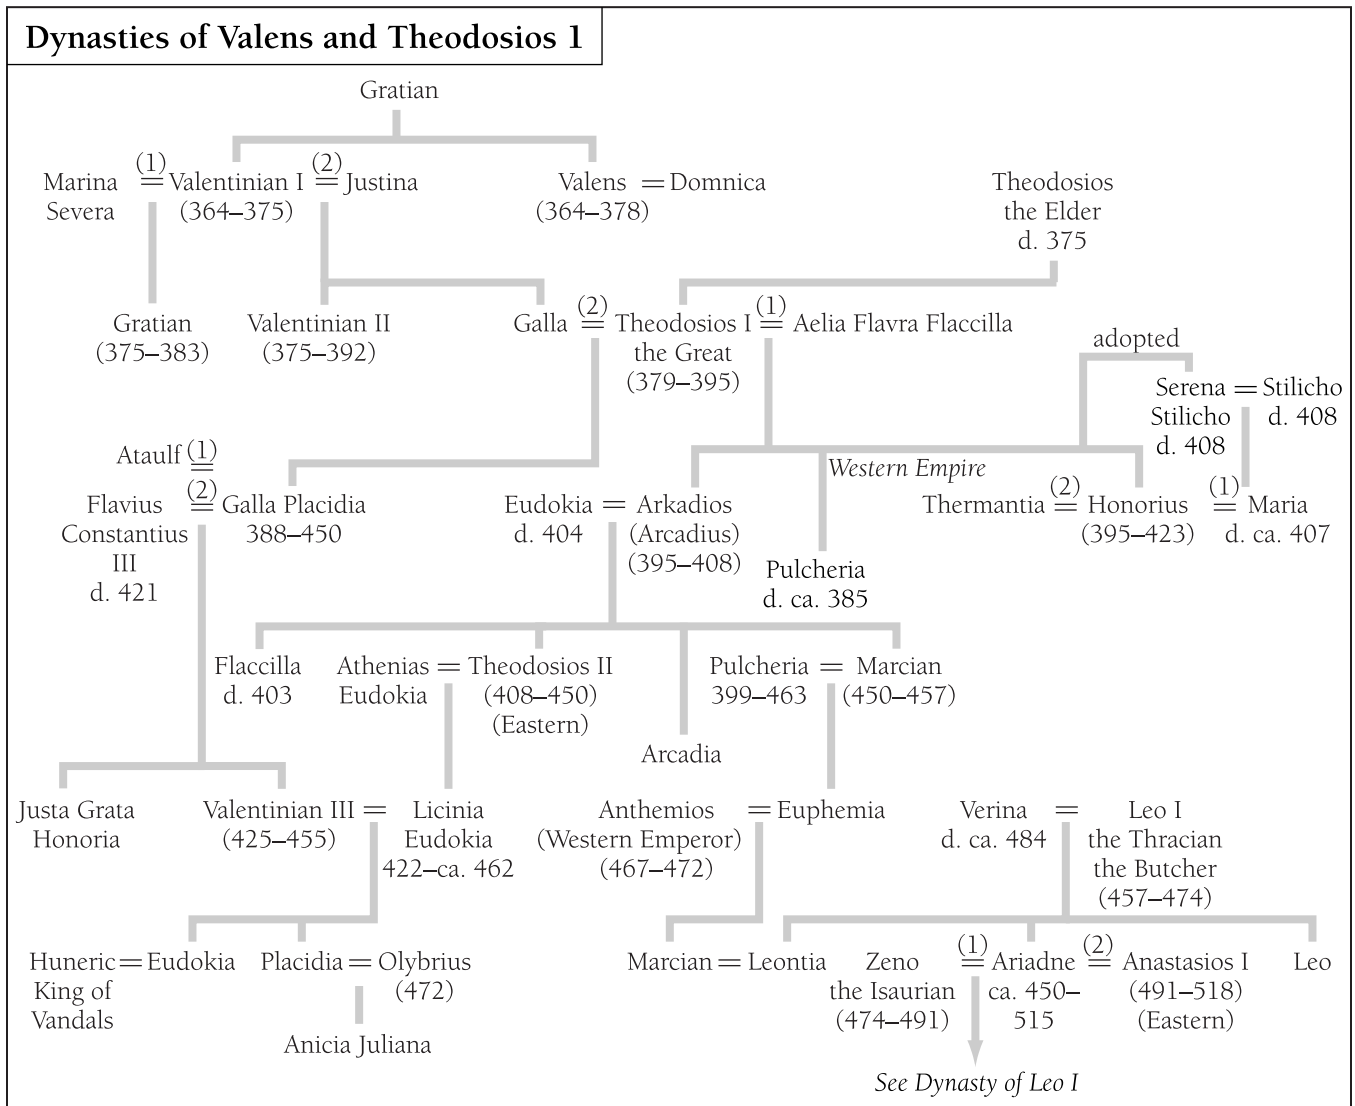 Dynasties of Valens and Theodosios 1
Gratian
Marina (1) = Valentinian I (2) = Justina Valens = Domnica Theodosios
Severa (364–375) (364–378) the Elder
d. 375
Gratian Valentinian II Galla (2) = Theodosios I (1) = Aelia Flavra Flaccilla
(375–383) (375–392) the Great adopted
(379–395)
Serena = Stilicho
Stilicho d. 408
d. 408
Ataulf (1) =
Western Empire
Flavius (2) = Galla Placidia Eudokia = Arkadios Thermantia (2) = Honorius (1) = Maria
Constantius 388–450 d. 404 (Arcadius) (395–423) d. ca. 407
III (395–408)
d. 421
Pulcheria
d. ca. 385
Flaccilla Athenias = Theodosios II Pulcheria = Marcian
d. 403 Eudokia (408–450) 399–463 (450–457)
(Eastern)
Arcadia
Justa Grata Valentinian III = Licinia Anthemios = Euphemia Verina = Leo I
Honoria (425–455) Eudokia (Western Emperor) d. ca. 484 the Thracian
422–ca. 462 (467–472) the Butcher
(457–474)
Huneric = Eudokia Placidia = Olybrius Marcian = Leontia Zeno (1) = Ariadne (2) = Anastasios I Leo
King of (472) the Isaurian ca. 450– (491–518)
Vandals (474–491) 515 (Eastern)
Anicia Juliana
See Dynasty of Leo I